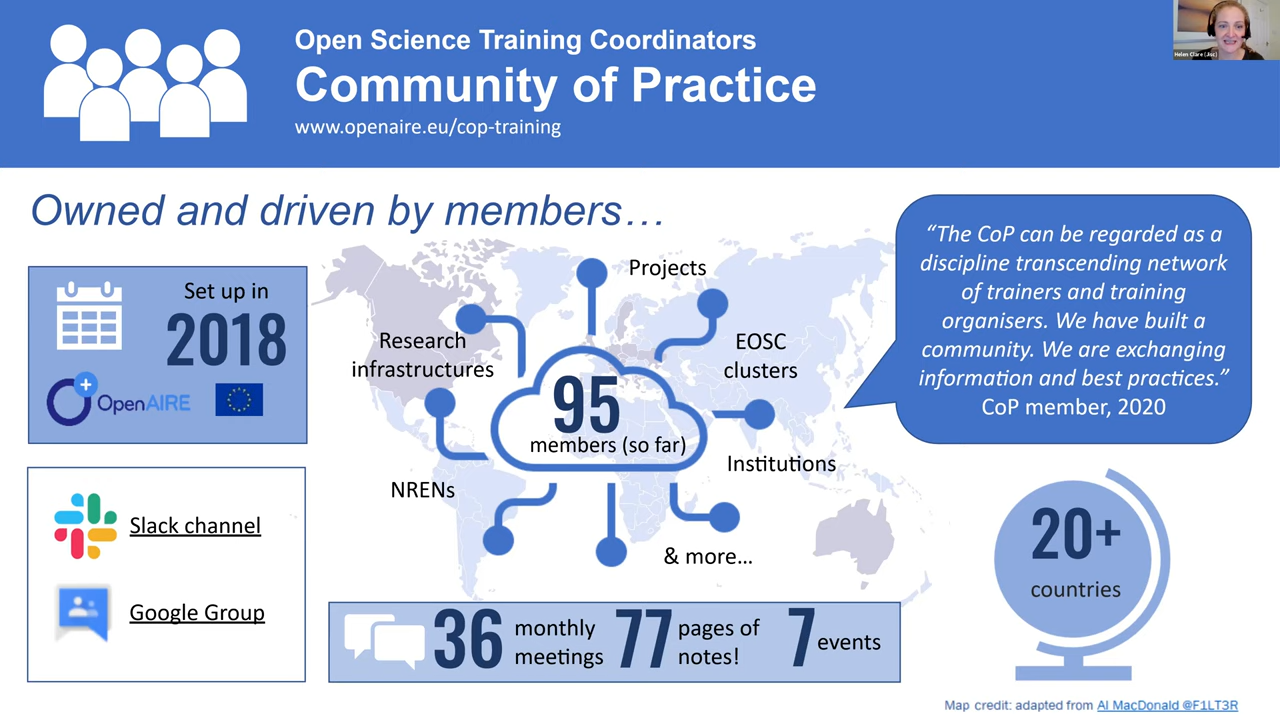 Open Science Training Coordinators
Community of Practice
www.openaire.eu/cop-training
Helen Clare (Jisc)
Owned and driven by members…
Set up in
2018
OpenAIRE
Slack channel
Google Group
Projects
Research
infrastructures
EOSC
clusters
95
members (so far)
Institutions
NRENs
& more…
“The CoP can be regarded as a
discipline transcending network
of trainers and training
organisers. We have built a
community. We are exchanging
information and best practices.”
CoP member, 2020
20+
countries
36 monthly
meetings
77 pages of
notes!
7 events
Map credit: adapted from Al MacDonald @F1LT3R